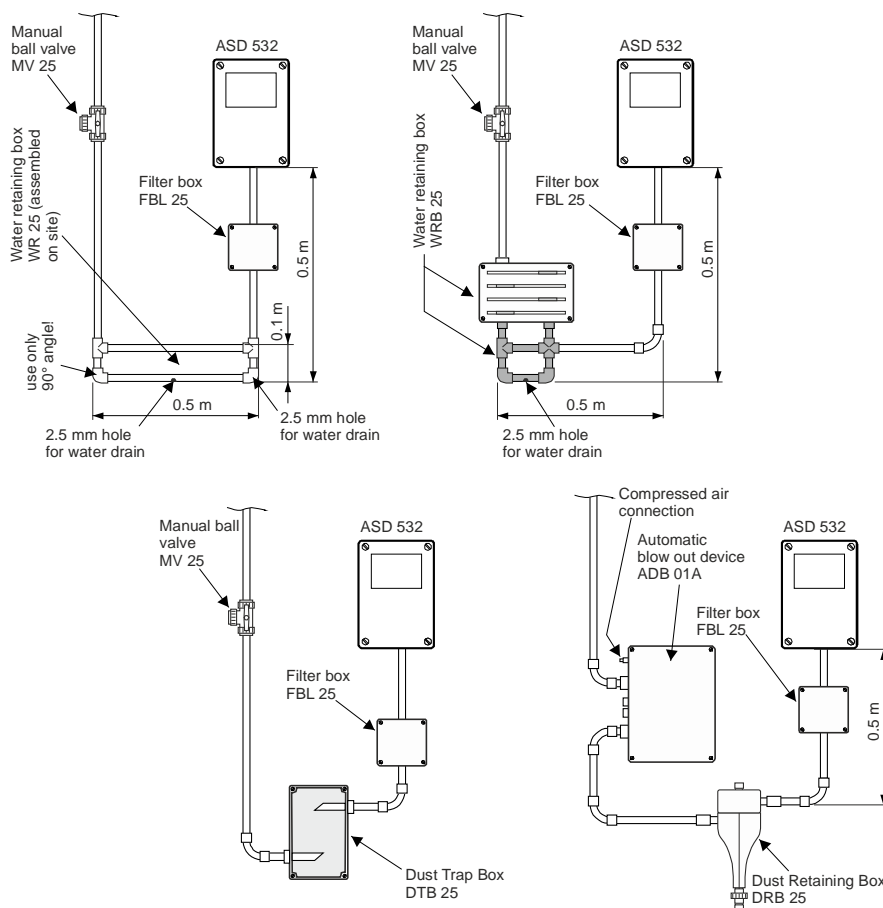 Manual
ball valve
MV 25
ASD 532
Water retaining box
WR 25 (assembled
on site)
Filter box
FBL 25
0.5 m
0.1 m
use only
90° angle!
0.5 m
2.5 mm hole
for water drain
2.5 mm hole
for water drain
Manual
ball valve
MV 25
ASD 532
Water retaining box
WRB 25
Filter box
FBL 25
0.5 m
0.5 m
2.5 mm hole
for water drain
Manual ball
valve
MV 25
ASD 532
Filter box
FBL 25
Dust Trap Box
DTB 25
Compressed air
connection
Automatic
blow out device
ADB 01A
ASD 532
Filter box
FBL 25
0.5 m
Dust Retaining Box
DRB 25